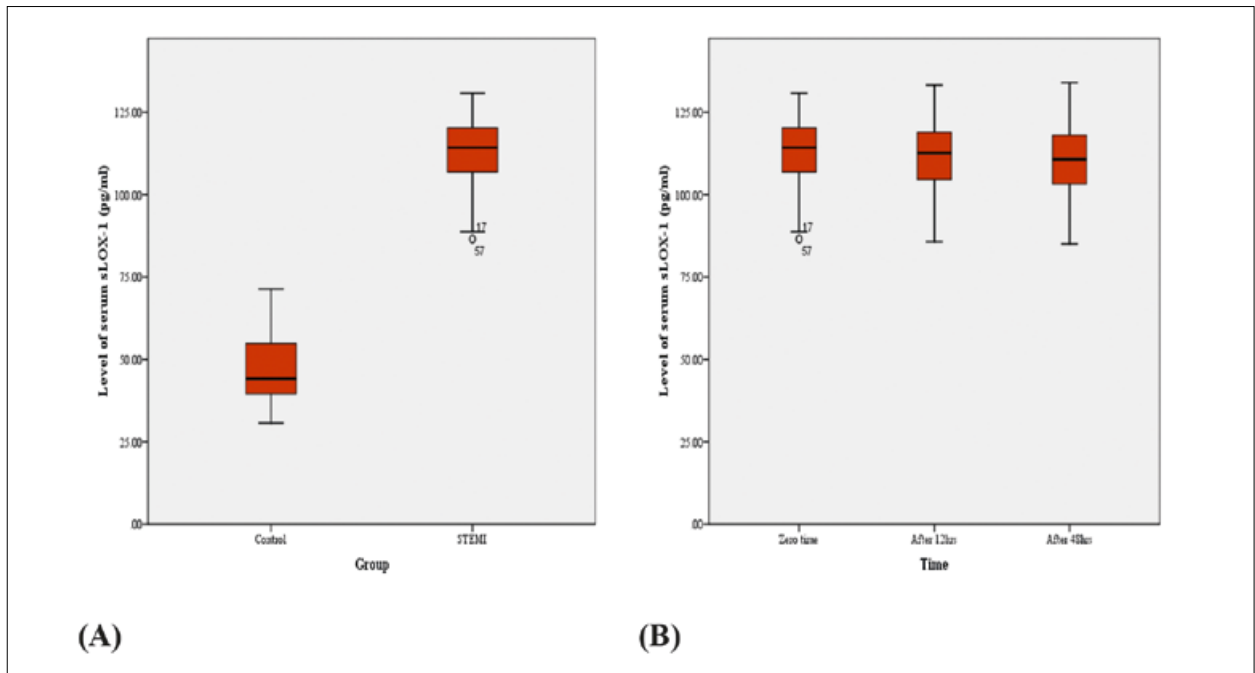 Level of serum sLOX-1 (pg/ml)
125.00
100.00
75.00
50.00
25.00
.00
17
57
Control
STEMI
Group
(A)
Level of serum sLOX-1 (pg/ml)
125.00
100.00
75.00
50.00
25.00
.00
17
57
Zero time
After 12hrs
After 48hrs
Time
(B)